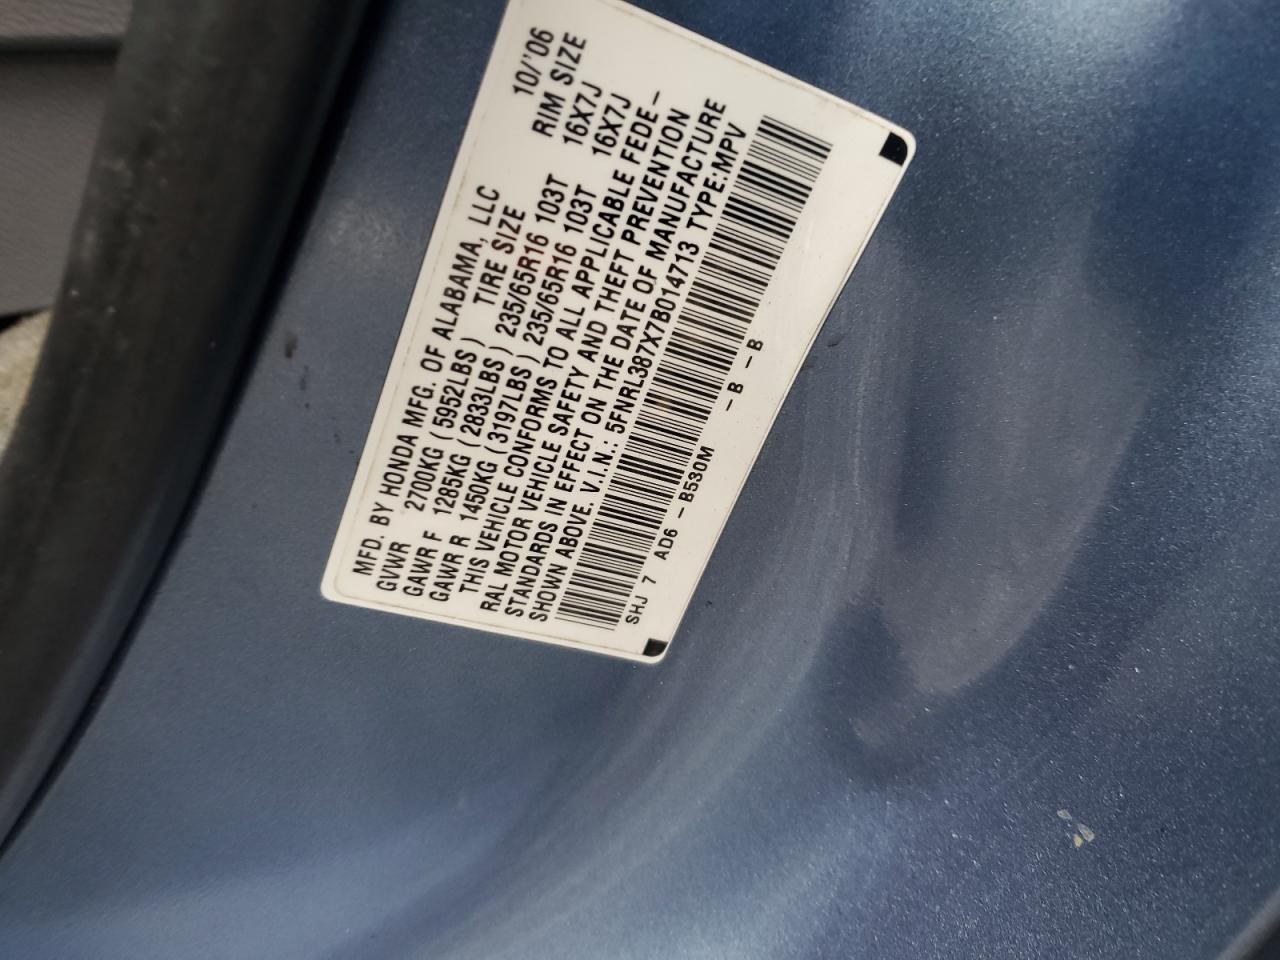 MFD. BY HONDA MFG. OF ALABAMA, LLC 10/'06
GVWR 2700KG (5952LBS) TIRE SIZE RIM SIZE
GAWR F 1285KG (2833LBS) 235/65R16 103T 16X7J
GAWR R 1450KG (3197LBS) 235/65R16 103T 16X7J
THIS VEHICLE CONFORMS TO ALL APPLICABLE FEDE-
RAL MOTOR VEHICLE SAFETY AND THEFT PREVENTION
STANDARDS IN EFFECT ON THE DATE OF MANUFACTURE
SHOWN ABOVE. V.I.N.: 5FNRL387X7B014713 TYPE:MPV
SHJ 7 AD6 - B530M - B - B